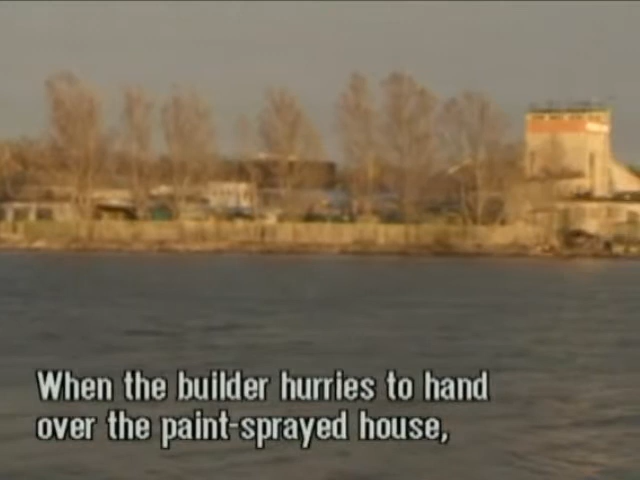 When the builder hurries to hand
over the paint-sprayed house,